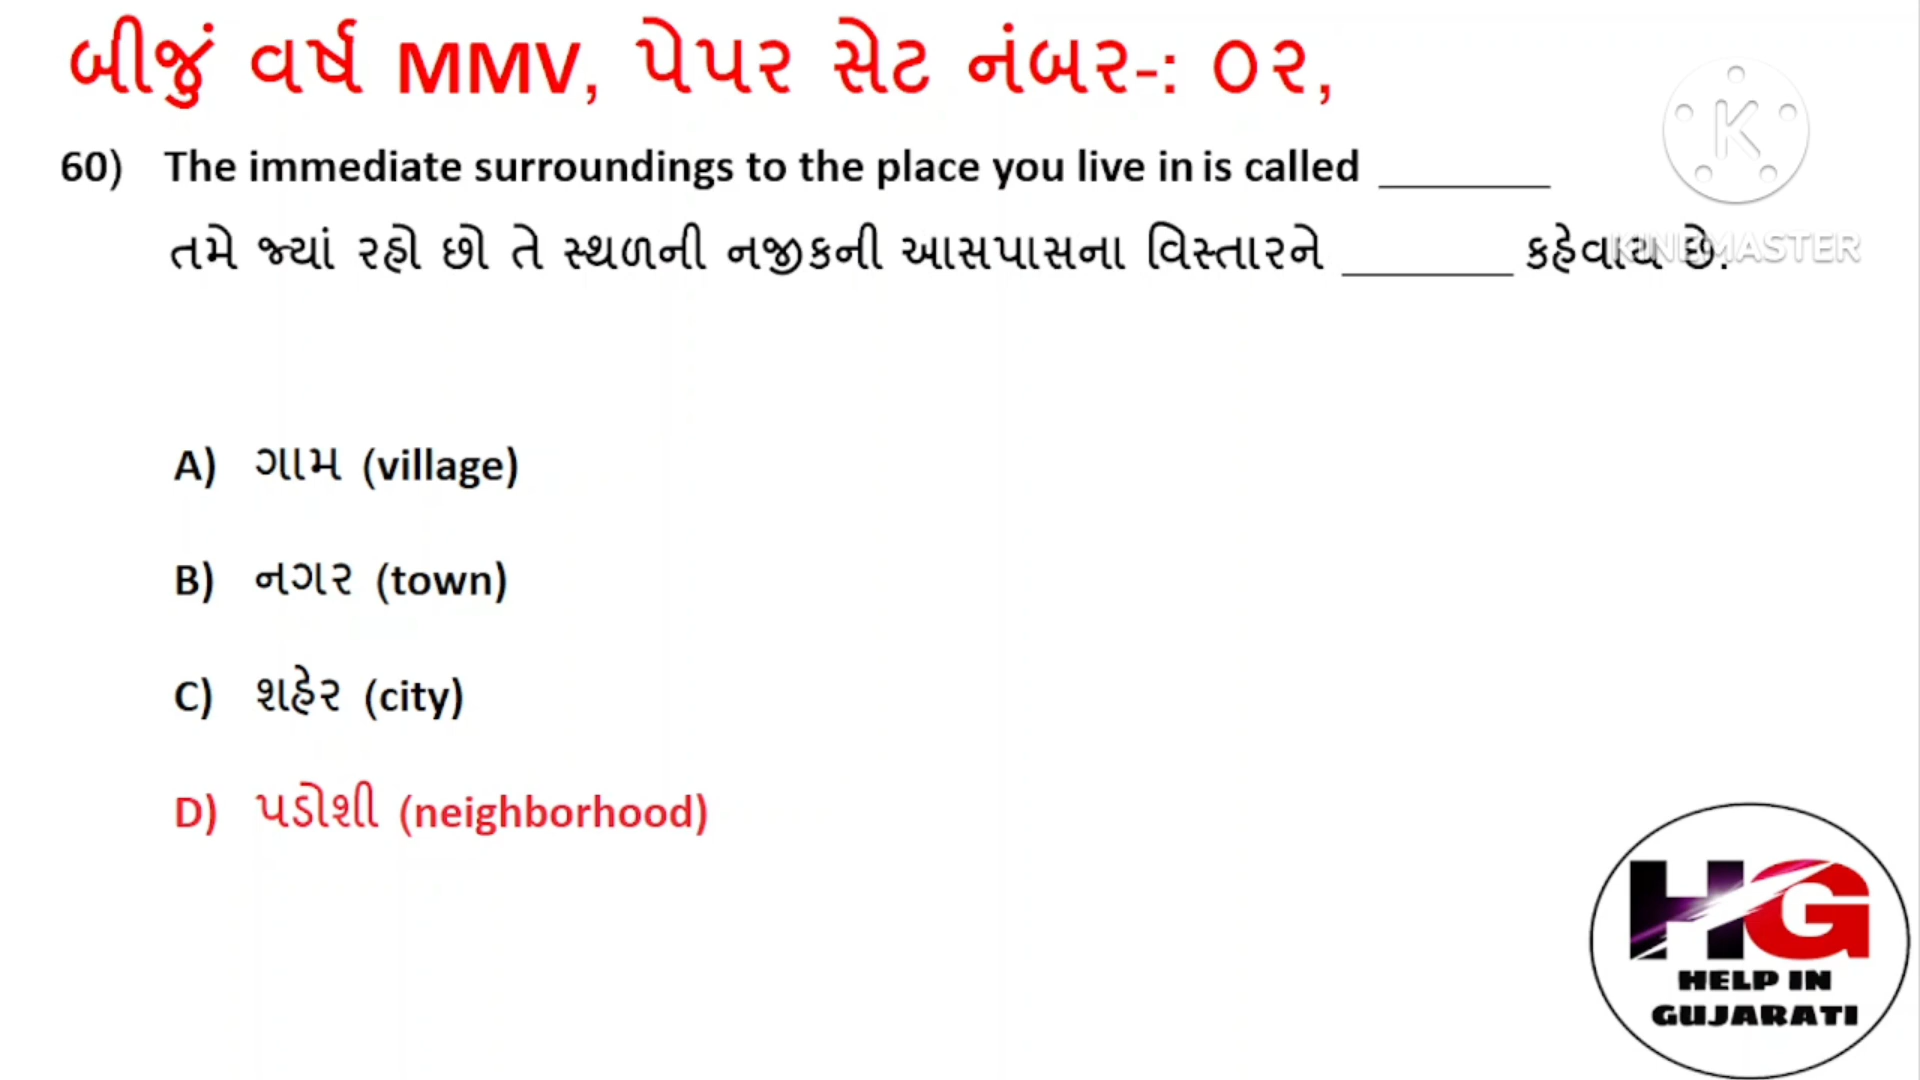 બીજું વર્ષ MMV, પેપર સેટ નંબર-: ૦૨,
60) The immediate surroundings to the place you live in is called ________
તમે જ્યાં રહો છો તે સ્થળની નજીકની આસપાસના વિસ્તારને ________ કહેવાય છે.
KINEMASTER
A) ગામ (village)
B) નગર (town)
C) શહેર (city)
D) પડોશી (neighborhood)
HG
HELP IN
GUJARATI